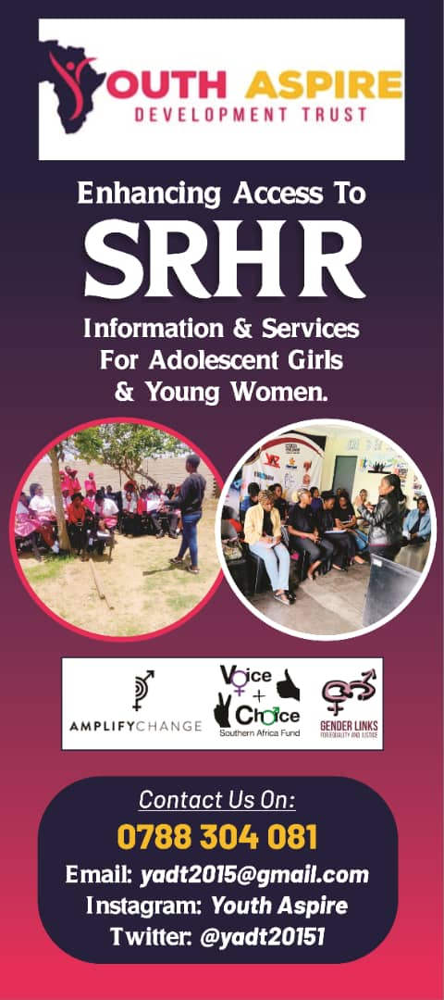 YOUTH ASPIRE
DEVELOPMENT TRUST
Enhancing Access To
SRHR
Information & Services
For Adolescent Girls
& Young Women.
AMPLIFYCHANGE
Voice
+
Choice
Southern Africa Fund
GENDER LINKS
FOR EQUALITY AND JUSTICE
Contact Us On:
0788 304 081
Email: yadt2015@gmail.com
Instagram: Youth Aspire
Twitter: @yadt20151